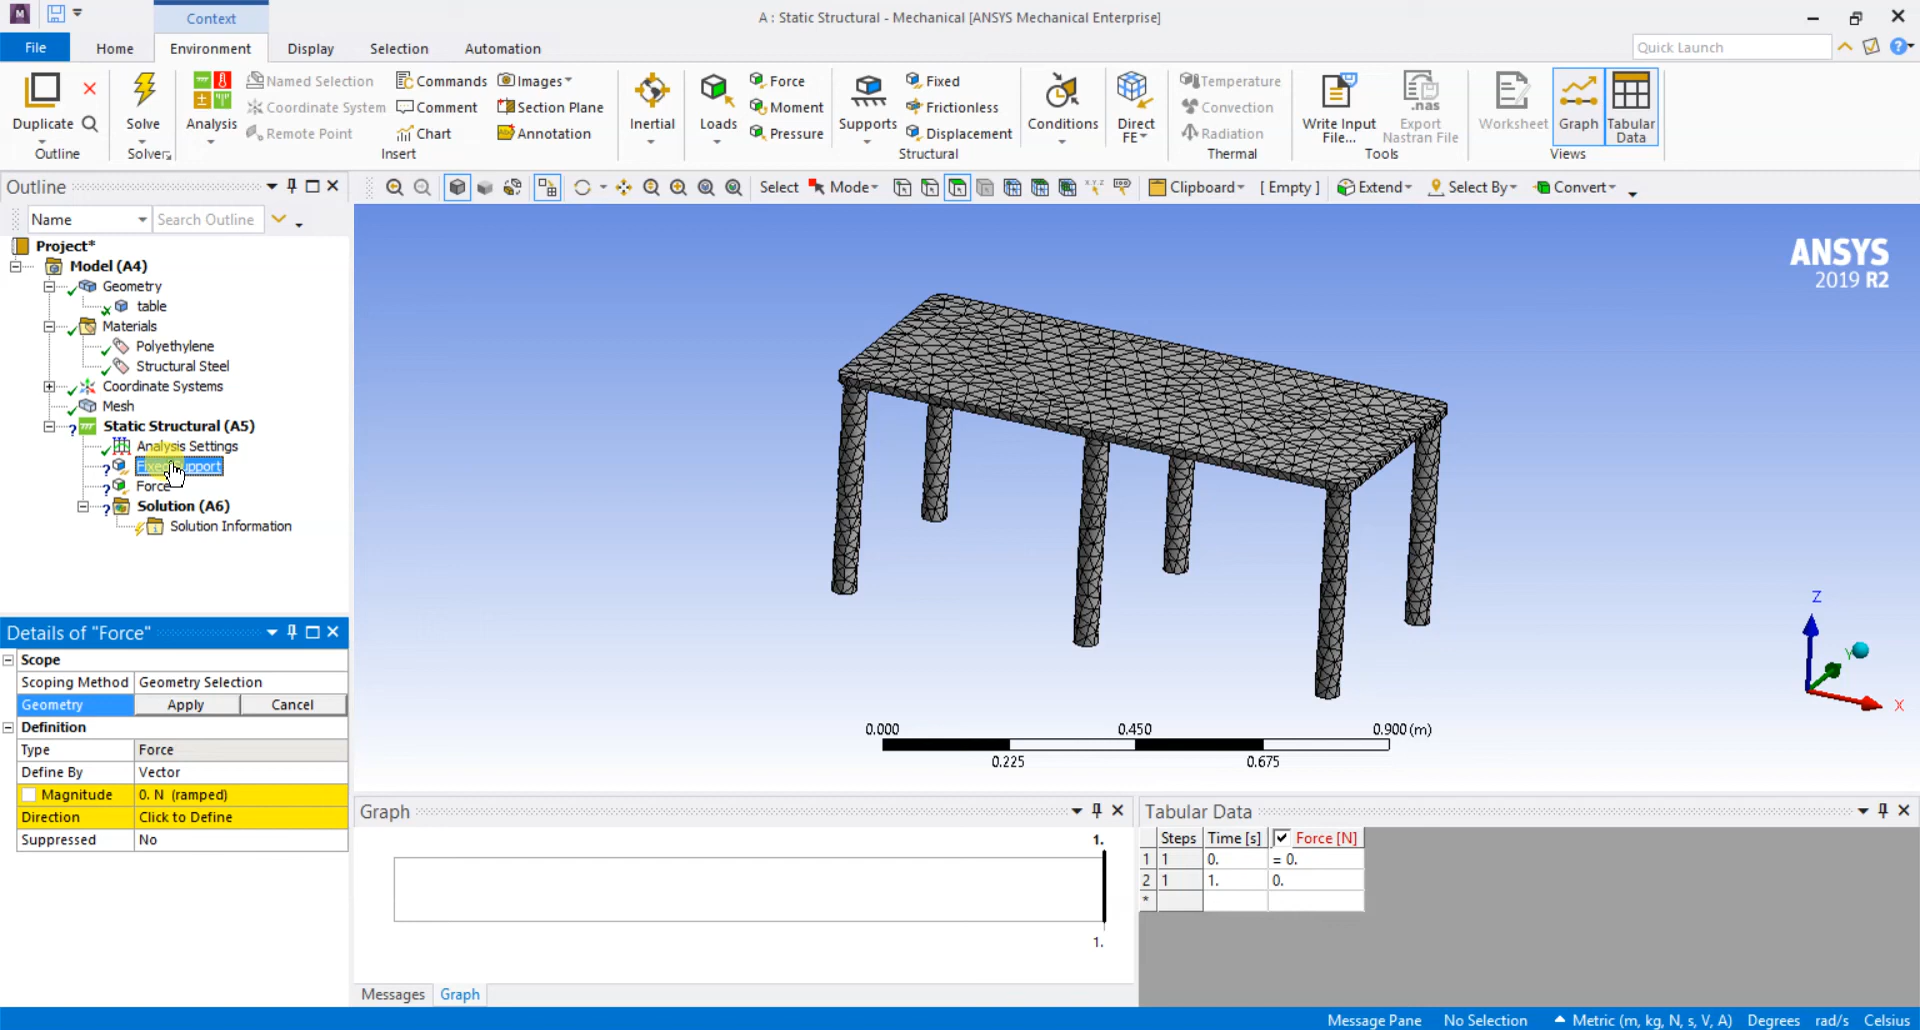 Context
A : Static Structural - Mechanical [ANSYS Mechanical Enterprise]
File
Home
Environment
Display
Selection
Automation
Quick Launch
Duplicate
Outline
Solve
Solver
Analysis
Named Selection
Coordinate System
Remote Point
Commands
Comment
Chart
Images
Section Plane
Annotation
Insert
Inertial
Loads
Force
Moment
Pressure
Supports
Fixed
Frictionless
Displacement
Structural
Conditions
Direct
FE
Temperature
Convection
Radiation
Thermal
Write Input
File...
.nas
Export
Nastran File
Tools
Worksheet
Graph
Tabular
Data
Views
Outline
Select
Mode
X,Y,Z
Clipboard
[ Empty ]
Extend
Select By
Convert
Name
Search Outline
Project*
Model (A4)
Geometry
table
Materials
Polyethylene
Structural Steel
Coordinate Systems
Mesh
Static Structural (A5)
Analysis Settings
Fixed Support
Force
Solution (A6)
Solution Information
ANSYS
2019 R2
Details of "Force"
Scope
Scoping Method Geometry Selection
Geometry Apply Cancel
Definition
Type Force
Define By Vector
Magnitude 0. N (ramped)
Direction Click to Define
Suppressed No
0.000 0.450 0.900 (m)
0.225 0.675
Z
Y
X
Graph
1.
1.
Messages Graph
Tabular Data
Steps Time [s] Force [N]
1 1 0. = 0.
2 1 1. 0.
*
Message Pane No Selection Metric (m, kg, N, s, V, A) Degrees rad/s Celsius